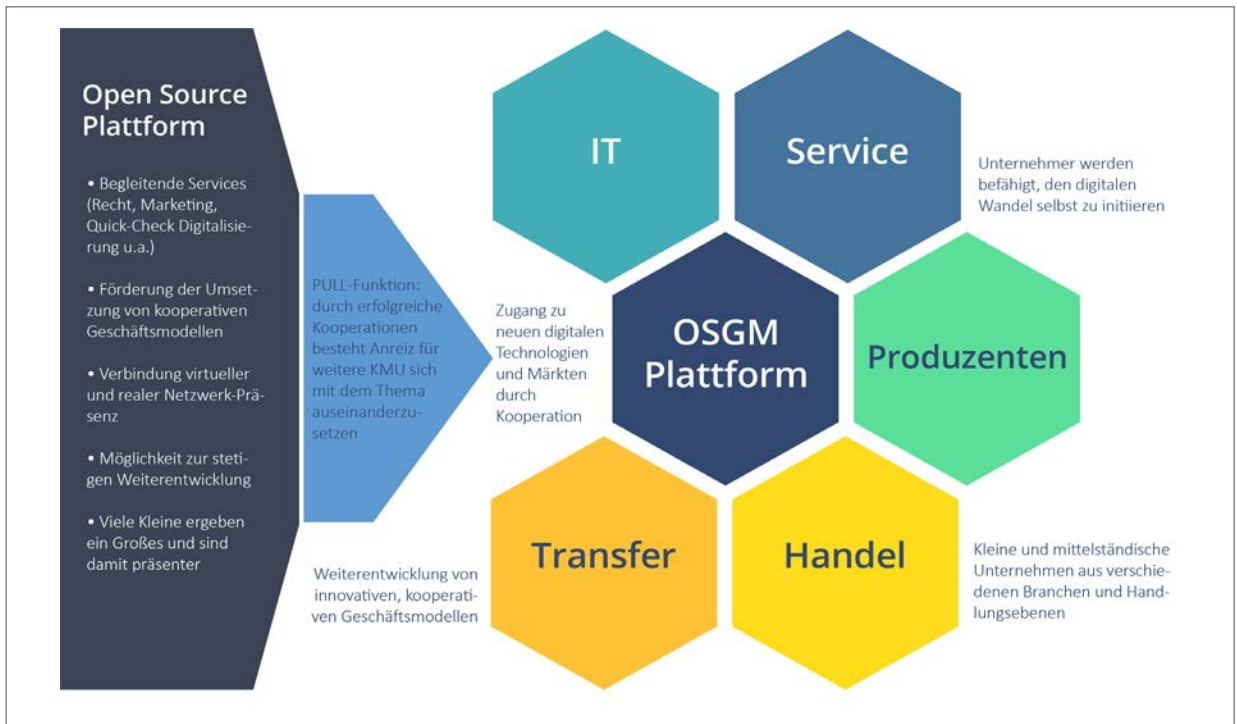 Open Source
Plattform
• Begleitende Services
(Recht, Marketing,
Quick-Check Digitalisie-
rung u.a.)
• Förderung der Umset-
zung von kooperativen
Geschäftsmodellen
• Verbindung virtueller
und realer Netzwerk-Prä-
senz
• Möglichkeit zur steti-
gen Weiterentwicklung
• Viele Kleine ergeben
ein Großes und sind
damit präsenter
PULL-Funktion:
durch erfolgreiche
Kooperationen
besteht Anreiz für
weitere KMU sich
mit dem Thema
auseinanderzu-
setzen
Weiterentwicklung von
innovativen, kooperati-
ven Geschäftsmodellen
Zugang zu
neuen digitalen
Technologien
und Märkten
durch
Kooperation
IT
Service
Unternehmer werden
befähigt, den digitalen
Wandel selbst zu initiieren
OSGM
Plattform
Produzenten
Transfer
Handel
Kleine und mittelständische
Unternehmen aus verschie-
denen Branchen und Hand-
lungsebenen